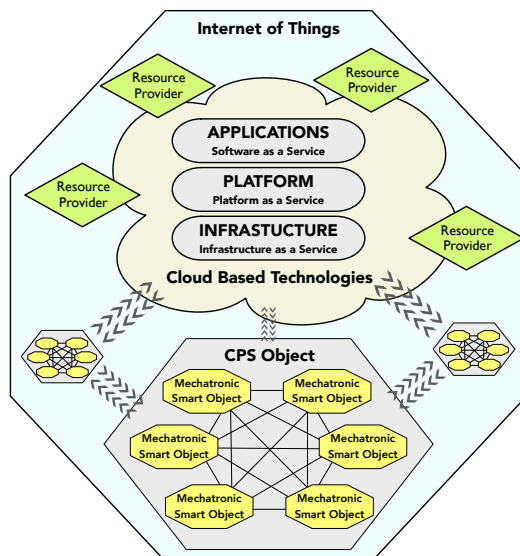 Internet of Things
Resource
Provider
Resource
Provider
APPLICATIONS
Software as a Service
PLATFORM
Platform as a Service
Resource
Provider
INFRASTUCTURE
Infrastructure as a Service
Resource
Provider
Cloud Based Technologies
CPS Object
Mechatronic
Smart Object
Mechatronic
Smart Object
Mechatronic
Smart Object
Mechatronic
Smart Object
Mechatronic
Smart Object
Mechatronic
Smart Object